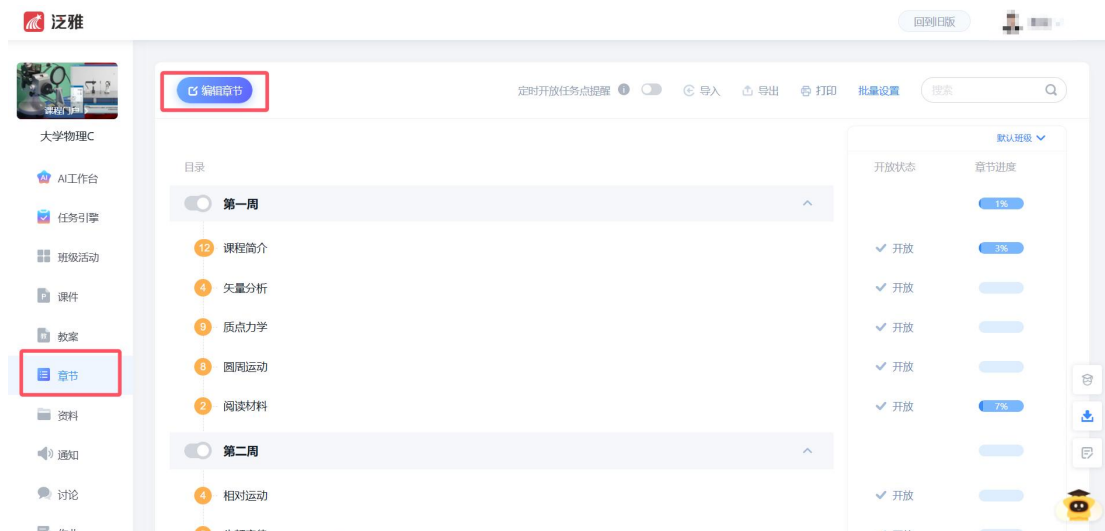 泛雅
回到旧版
课程门户
大学物理C
AI工作台
任务引擎
班级活动
课件
教案
章节
资料
通知
讨论
编辑章节
定时开放任务点提醒 导入 导出 打印 批量设置 搜索
默认班级
目录 开放状态 章节进度
第一周 1%
12 课程简介 开放 3%
4 矢量分析 开放
9 质点力学 开放
8 圆周运动 开放
2 阅读材料 开放 7%
第二周
4 相对运动 开放